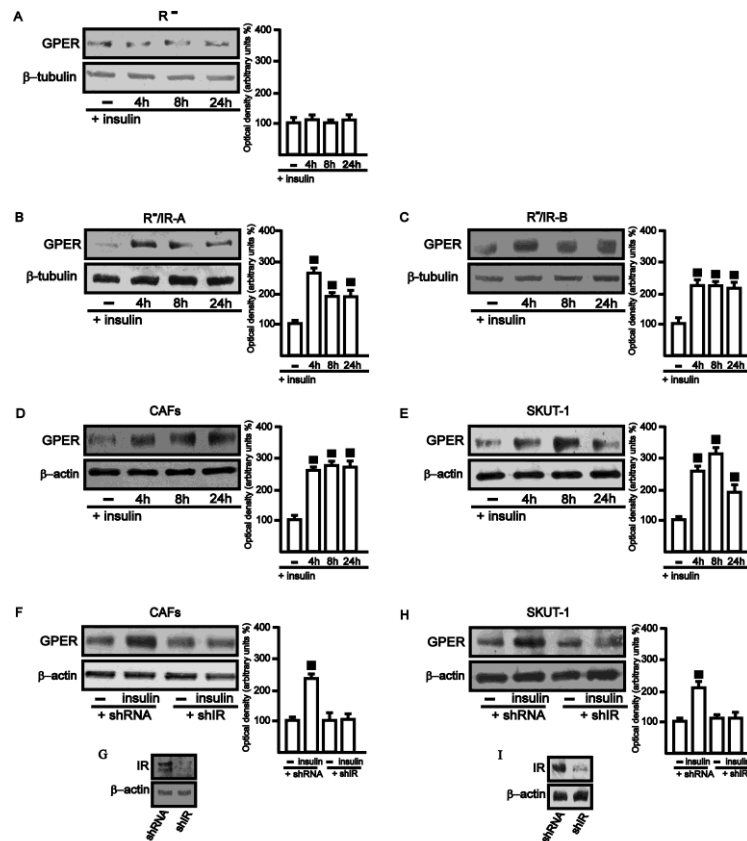 A
R⁻
GPER
β-tubulin
− 4h 8h 24h
+ insulin
Optical density (arbitrary units %)
400
300
200
100
− 4h 8h 24h
+ insulin
B
R⁻/IR-A
GPER
β-tubulin
− 4h 8h 24h
+ insulin
Optical density (arbitrary units %)
400
300
200
100
− 4h 8h 24h
+ insulin
C
R⁻/IR-B
GPER
β-tubulin
− 4h 8h 24h
+ insulin
Optical density (arbitrary units %)
400
300
200
100
− 4h 8h 24h
+ insulin
D
CAFs
GPER
β-actin
− 4h 8h 24h
+ insulin
Optical density (arbitrary units %)
400
300
200
100
− 4h 8h 24h
+ insulin
E
SKUT-1
GPER
β-actin
− 4h 8h 24h
+ insulin
Optical density (arbitrary units %)
400
300
200
100
− 4h 8h 24h
+ insulin
F
CAFs
GPER
β-actin
− insulin − insulin
+ shRNA + shIR
Optical density (arbitrary units %)
400
300
200
100
− insulin − insulin
+ shRNA + shIR
G
IR
β-actin
shRNA shIR
H
SKUT-1
GPER
β-actin
− insulin − insulin
+ shRNA + shIR
Optical density (arbitrary units %)
400
300
200
100
− insulin − insulin
+ shRNA + shIR
I
IR
β-actin
shRNA shIR